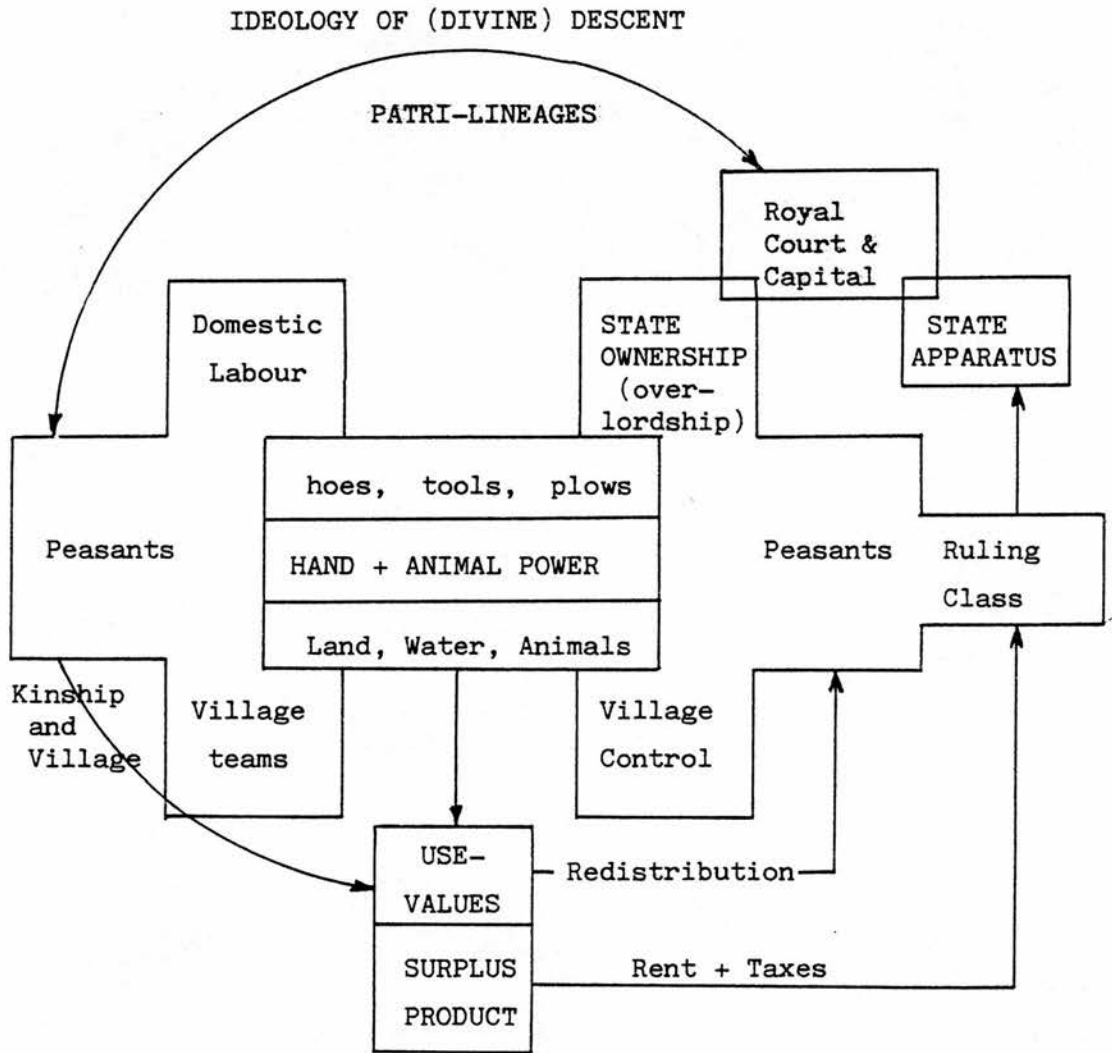 IDEOLOGY OF (DIVINE) DESCENT
PATRI-LINEAGES
Royal
Court &
Capital
Domestic
Labour
STATE
OWNERSHIP
(over-
lordship)
STATE
APPARATUS
hoes, tools, plows
Peasants
HAND + ANIMAL POWER
Peasants
Ruling
Class
Land, Water, Animals
Kinship
and
Village
Village
teams
Village
Control
USE-
VALUES
Redistribution
SURPLUS
PRODUCT
Rent + Taxes